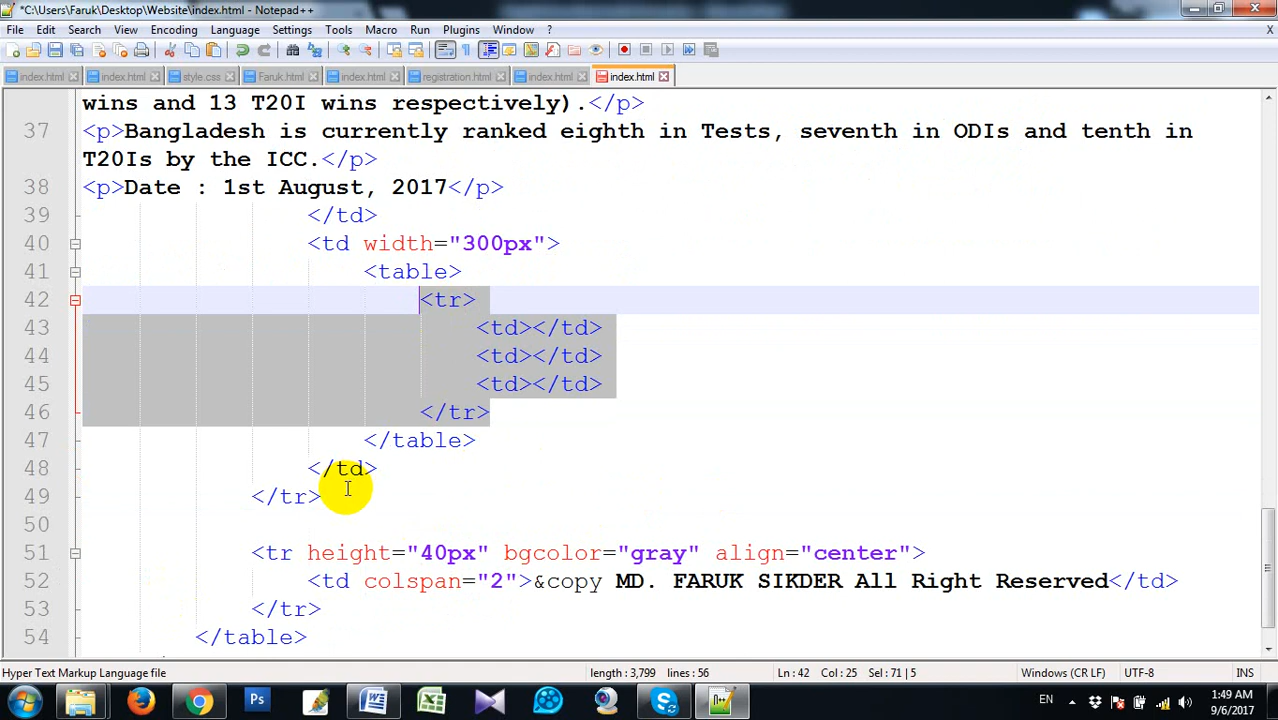 *C:\Users\Faruk\Desktop\Website\index.html - Notepad++
File Edit Search View Encoding Language Settings Tools Macro Run Plugins Window ?
X
index.html index.html style.css Faruk.html index.html registration.html index.html index.html
wins and 13 T20I wins respectively).</p>
37 <p>Bangladesh is currently ranked eighth in Tests, seventh in ODIs and tenth in
T20Is by the ICC.</p>
38 <p>Date : 1st August, 2017</p>
39 </td>
40 <td width="300px">
41 <table>
42 <tr>
43 <td></td>
44 <td></td>
45 <td></td>
46 </tr>
47 </table>
48 </td>
49 </tr>
50
51 <tr height="40px" bgcolor="gray" align="center">
52 <td colspan="2">&copy MD. FARUK SIKDER All Right Reserved</td>
53 </tr>
54 </table>
Hyper Text Markup Language file length : 3,799 lines : 56 Ln : 42 Col : 25 Sel : 71 | 5 Windows (CR LF) UTF-8 INS
EN 1:49 AM
9/6/2017